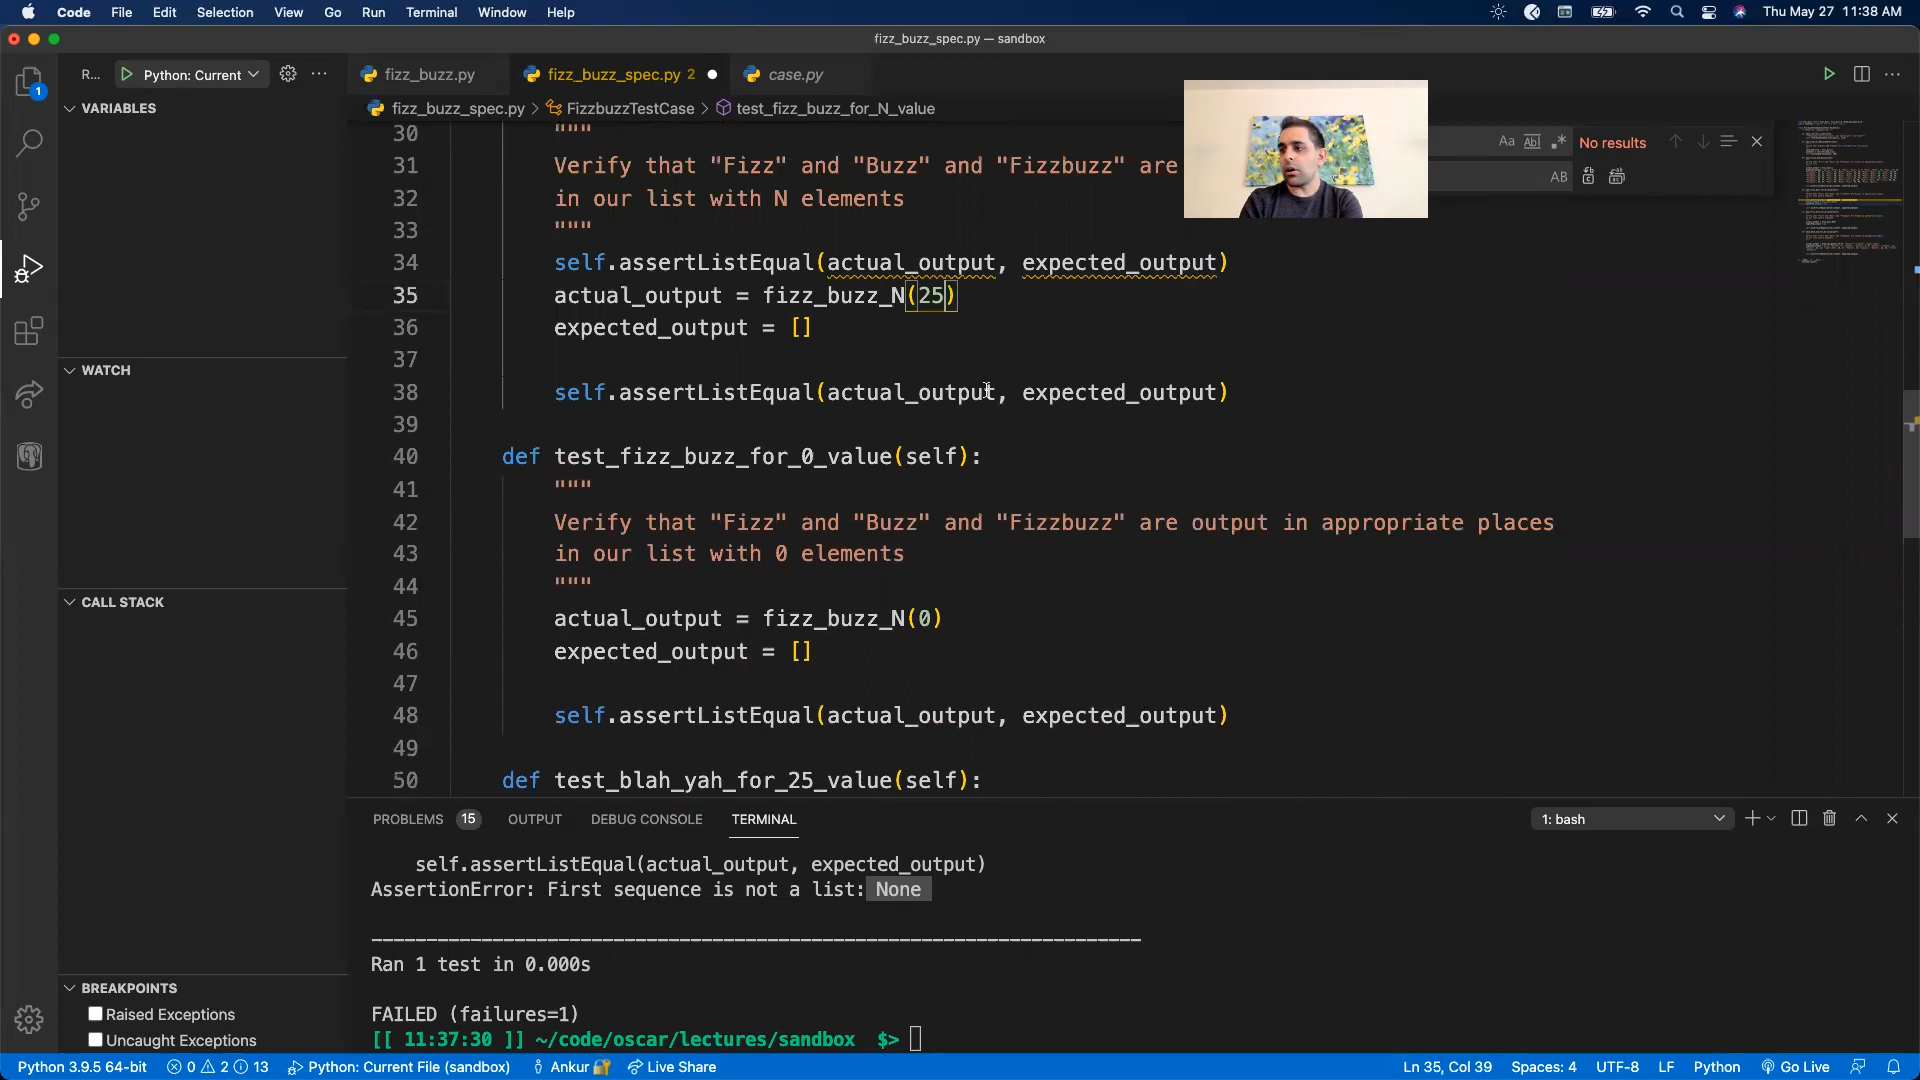 Code File Edit Selection View Go Run Terminal Window Help Thu May 27 11:38 AM
fizz_buzz_spec.py — sandbox
R... Python: Current fizz_buzz.py fizz_buzz_spec.py 2 case.py
VARIABLES
fizz_buzz_spec.py > FizzbuzzTestCase > test_fizz_buzz_for_N_value
Aa Abl .* No results
AB
30 """
31 Verify that "Fizz" and "Buzz" and "Fizzbuzz" are
32 in our list with N elements
33 """
34 self.assertListEqual(actual_output, expected_output)
35 actual_output = fizz_buzz_N(25)
36 expected_output = []
37
38 self.assertListEqual(actual_output, expected_output)
39
40 def test_fizz_buzz_for_0_value(self):
41 """
42 Verify that "Fizz" and "Buzz" and "Fizzbuzz" are output in appropriate places
43 in our list with 0 elements
44 """
45 actual_output = fizz_buzz_N(0)
46 expected_output = []
47
48 self.assertListEqual(actual_output, expected_output)
49
50 def test_blah_yah_for_25_value(self):
WATCH
CALL STACK
BREAKPOINTS
Raised Exceptions
Uncaught Exceptions
1
PROBLEMS 15 OUTPUT DEBUG CONSOLE TERMINAL 1: bash
self.assertListEqual(actual_output, expected_output)
AssertionError: First sequence is not a list: None
----------------------------------------------------------------------
Ran 1 test in 0.000s
FAILED (failures=1)
[[ 11:37:30 ]] ~/code/oscar/lectures/sandbox $>
Python 3.9.5 64-bit 0 2 13 Python: Current File (sandbox) Ankur Live Share Ln 35, Col 39 Spaces: 4 UTF-8 LF Python Go Live